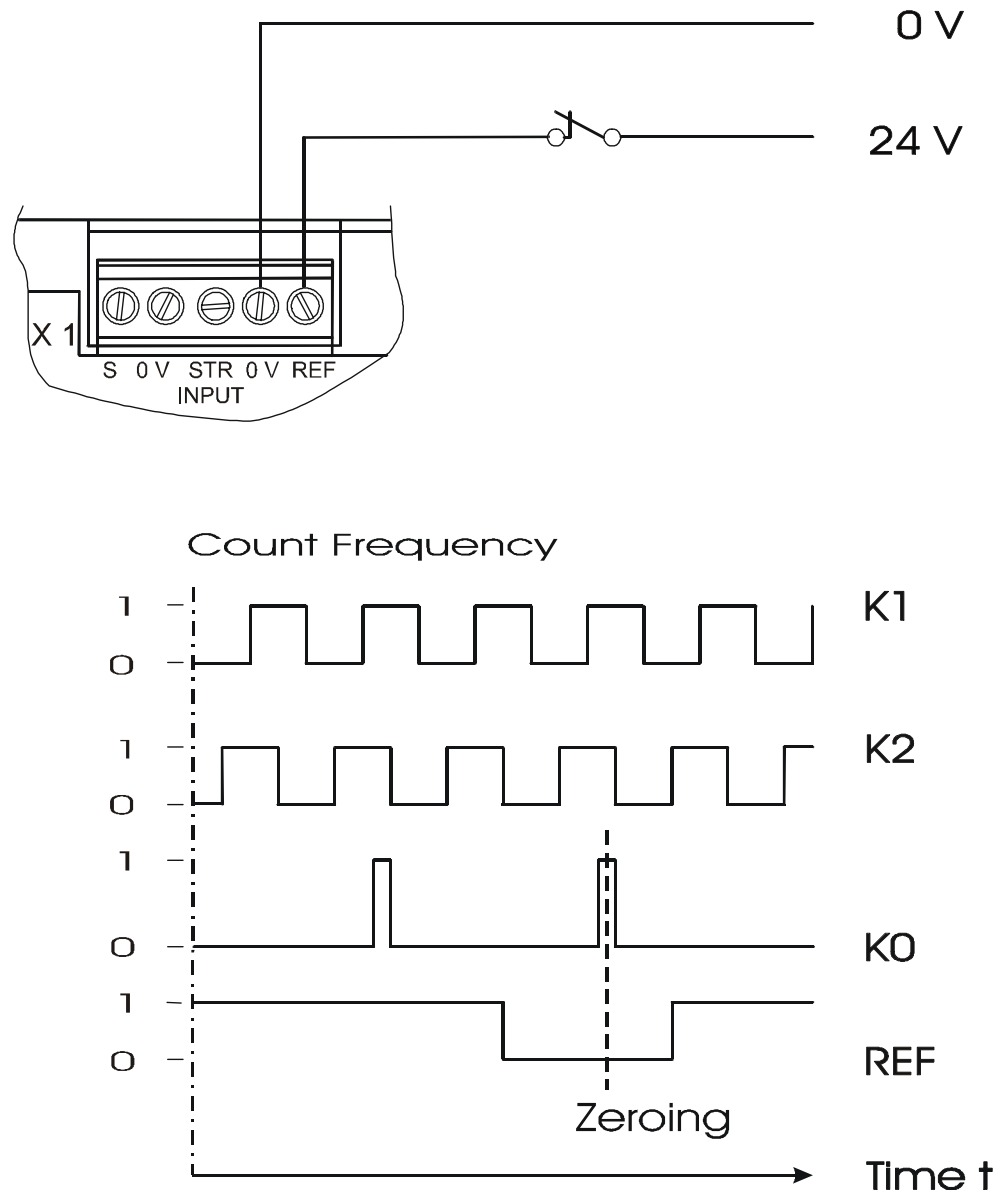 0 V
24 V
X 1
S 0 V STR 0 V REF
INPUT
Count Frequency
1
K1
0
1
K2
0
1
0
K0
1
0
REF
Zeroing
Time t